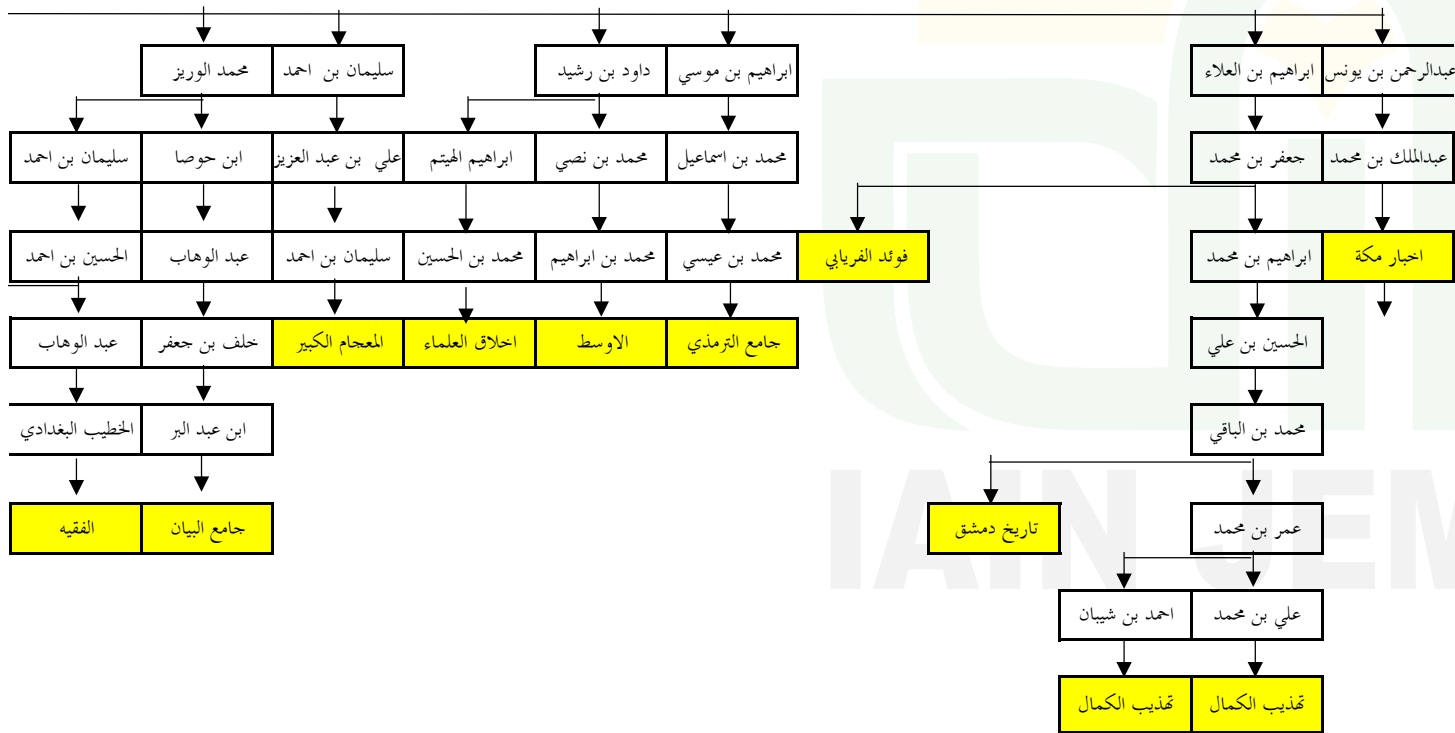 عبدالرحمن بن يونس ابراهيم بن العلاء ابراهيم بن موسي داود بن رشيد سليمان بن احمد محمد الوريز
عبدالملك بن محمد جعفر بن محمد محمد بن اسماعيل محمد بن نصي ابراهيم الهيتم علي بن عبد العزيز ابن حوصا سليمان بن احمد
اخبار مكة ابراهيم بن محمد فوئد الفريابي محمد بن عيسي محمد بن ابراهيم محمد بن الحسين سليمان بن احمد عبد الوهاب الحسين بن احمد
الحسين بن علي جامع الترمذي الاوسط اخلاق العلماء المعجام الكبير خلف بن جعفر عبد الوهاب
محمد بن الباقي ابن عبد البر الخطيب البغدادي
عمر بن محمد تاريخ دمشق جامع البيان الفقيه
علي بن محمد احمد بن شيبان
تهذيب الكمال تهذيب الكمال
IAIN JEM